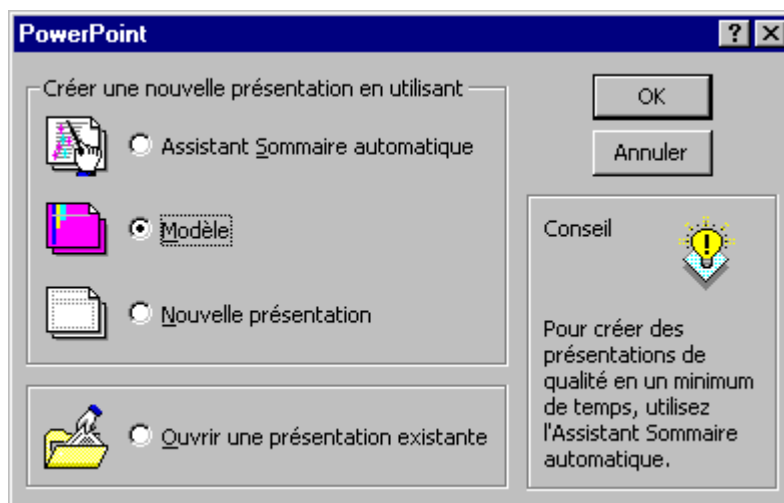 PowerPoint
Créer une nouvelle présentation en utilisant
Assistant Sommaire automatique
Modèle
Nouvelle présentation
Ouvrir une présentation existante
OK
Annuler
Conseil
Pour créer des
présentations de
qualité en un minimum
de temps, utilisez
l'Assistant Sommaire
automatique.